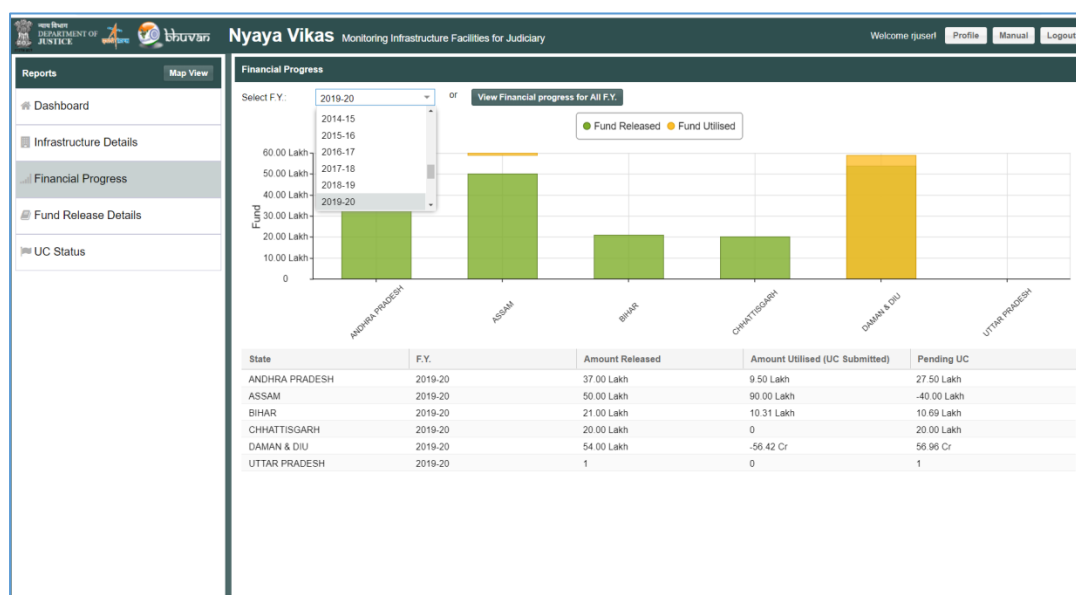 न्याय विभाग
DEPARTMENT OF
JUSTICE
भुवन
Nyaya Vikas Monitoring Infrastructure Facilities for Judiciary
Welcome rjuser! Profile Manual Logout
Reports Map View
Dashboard
Infrastructure Details
Financial Progress
Fund Release Details
UC Status
Financial Progress
Select F.Y.: 2019-20 or View Financial progress for All F.Y.
2014-15
2015-16
2016-17
2017-18
2018-19
2019-20
Fund Released Fund Utilised
60.00 Lakh
50.00 Lakh
40.00 Lakh
30.00 Lakh
20.00 Lakh
10.00 Lakh
0
Fund
ANDHRA PRADESH
ASSAM
BIHAR
CHHATTISGARH
DAMAN & DIU
UTTAR PRADESH
State F.Y. Amount Released Amount Utilised (UC Submitted) Pending UC
ANDHRA PRADESH 2019-20 37.00 Lakh 9.50 Lakh 27.50 Lakh
ASSAM 2019-20 50.00 Lakh 90.00 Lakh -40.00 Lakh
BIHAR 2019-20 21.00 Lakh 10.31 Lakh 10.69 Lakh
CHHATTISGARH 2019-20 20.00 Lakh 0 20.00 Lakh
DAMAN & DIU 2019-20 54.00 Lakh -56.42 Cr 56.96 Cr
UTTAR PRADESH 2019-20 1 0 1